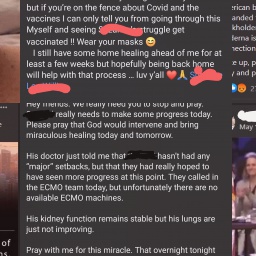 but if you're on the fence about Covid and the
vaccines I can only tell you from going through this
Myself and seeing truggle get
vaccinated !! Wear your masks 😄
I still have some home healing ahead of me for at
least a few weeks but hopefully being back home
will help with that process ... luv y'all ❤️🙏 S
Hey friends. We really need you to stop and pray.
really needs to make some progress today.
Please pray that God would intervene and bring
miraculous healing today and tomorrow.
His doctor just told me that hasn't had any
"major" setbacks, but that they had really hoped to
have seen more progress at this point. They called in
the ECMO team today, but unfortunately there are no
available ECMO machines.
His kidney function remains stable but his lungs are
just not improving.
Pray with me for this miracle. That overnight tonight
erican b
anded
kholder
derna is
nection
e up, p
y and p
May
s of
ns